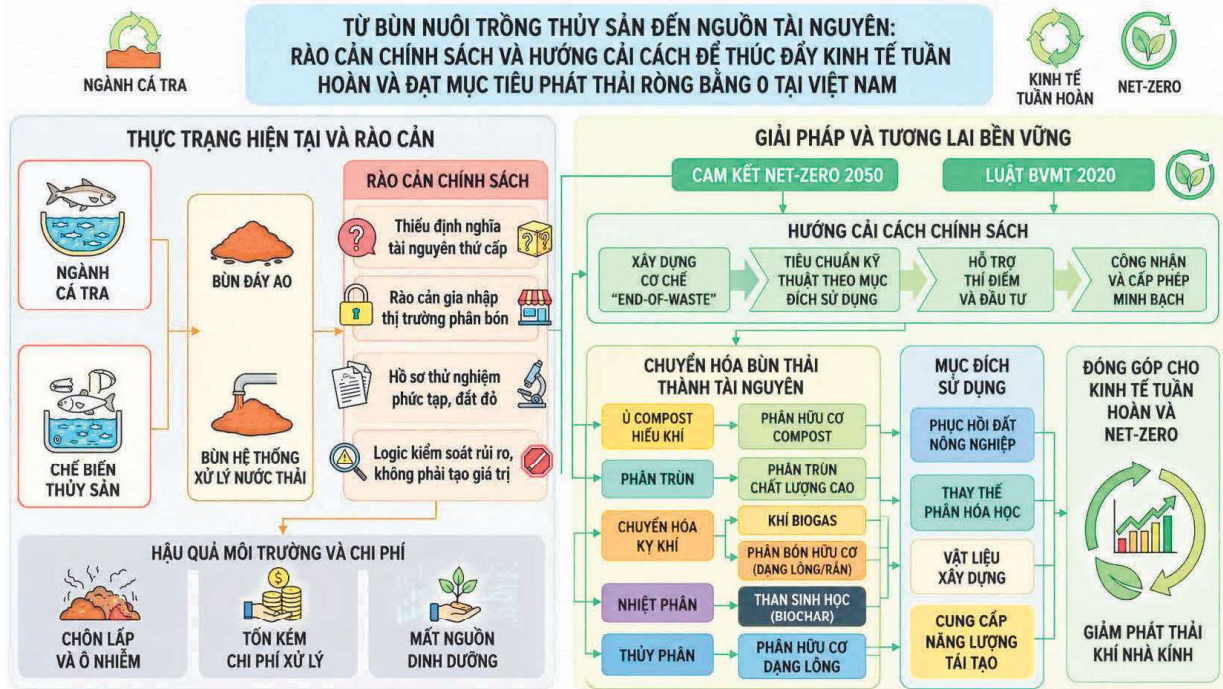 TỪ BÙN NUÔI TRỒNG THỦY SẢN ĐẾN NGUỒN TÀI NGUYÊN:
RÀO CẢN CHÍNH SÁCH VÀ HƯỚNG CẢI CÁCH ĐỂ THÚC ĐẨY KINH TẾ TUẦN
HOÀN VÀ ĐẠT MỤC TIÊU PHÁT THẢI RÒNG BẰNG 0 TẠI VIỆT NAM
NGÀNH CÁ TRA
KINH TẾ
TUẦN HOÀN
NET-ZERO
THỰC TRẠNG HIỆN TẠI VÀ RÀO CẢN
NGÀNH
CÁ TRA
CHẾ BIẾN
THỦY SẢN
BÙN ĐÁY AO
BÙN HỆ THỐNG
XỬ LÝ NƯỚC THẢI
RÀO CẢN CHÍNH SÁCH
Thiếu định nghĩa
tài nguyên thứ cấp
Rào cản gia nhập
thị trường phân bón
Hồ sơ thử nghiệm
phức tạp, đắt đỏ
Logic kiểm soát rủi ro,
không phải tạo giá trị
HẬU QUẢ MÔI TRƯỜNG VÀ CHI PHÍ
CHÔN LẤP
VÀ Ô NHIỄM
TỐN KÉM
CHI PHÍ XỬ LÝ
MẤT NGUỒN
DINH DƯỠNG
GIẢI PHÁP VÀ TƯƠNG LAI BỀN VỮNG
CAM KẾT NET-ZERO 2050
LUẬT BVMT 2020
HƯỚNG CẢI CÁCH CHÍNH SÁCH
XÂY DỰNG
CƠ CHẾ
“END-OF-WASTE”
TIÊU CHUẨN KỸ
THUẬT THEO MỤC
ĐÍCH SỬ DỤNG
HỖ TRỢ
THÍ ĐIỂM
VÀ ĐẦU TƯ
CÔNG NHẬN
VÀ CẤP PHÉP
MINH BẠCH
CHUYỂN HÓA BÙN THẢI
THÀNH TÀI NGUYÊN
Ủ COMPOST
HIẾU KHÍ
PHÂN HỮU CƠ
COMPOST
PHÂN TRÙN
PHÂN TRÙN
CHẤT LƯỢNG CAO
CHUYỂN HÓA
KỴ KHÍ
KHÍ BIOGAS
PHÂN BÓN HỮU CƠ
(DẠNG LỎNG/RẮN)
NHIỆT PHÂN
THAN SINH HỌC
(BIOCHAR)
THỦY PHÂN
PHÂN HỮU CƠ
DẠNG LỎNG
MỤC ĐÍCH
SỬ DỤNG
PHỤC HỒI ĐẤT
NÔNG NGHIỆP
THAY THẾ
PHÂN HÓA HỌC
VẬT LIỆU
XÂY DỰNG
CUNG CẤP
NĂNG LƯỢNG
TÁI TẠO
ĐÓNG GÓP CHO
KINH TẾ TUẦN
HOÀN VÀ
NET-ZERO
GIẢM PHÁT THẢI
KHÍ NHÀ KÍNH